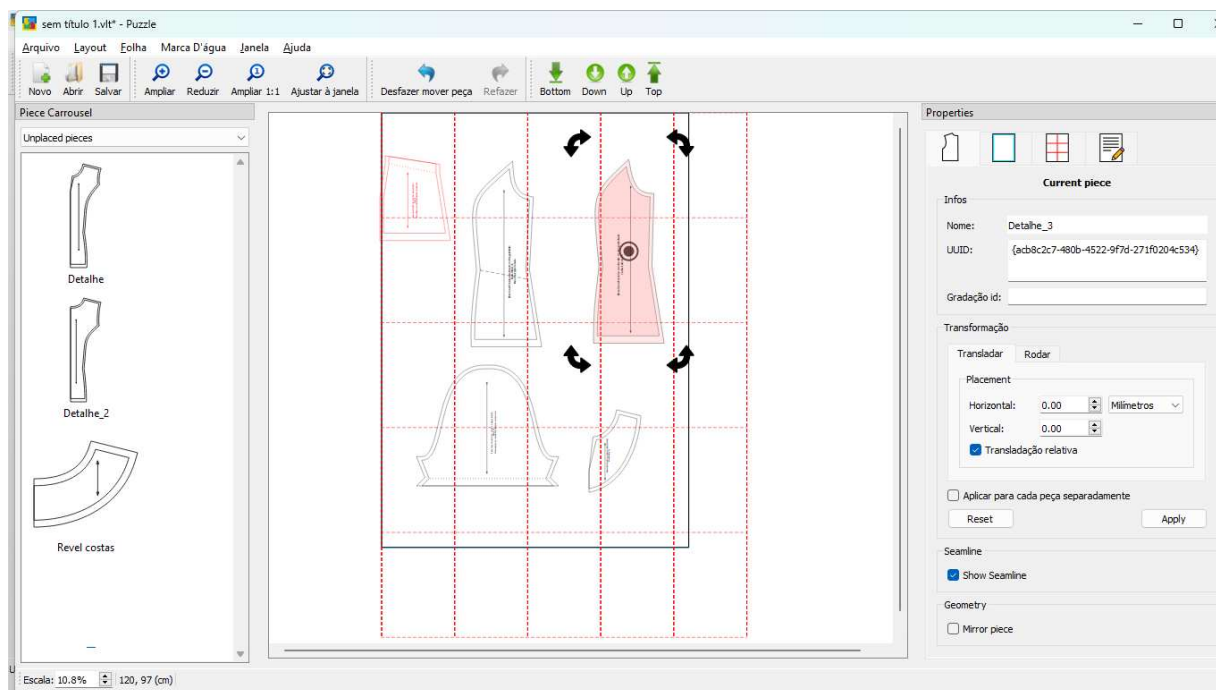 sem título 1.vlt* - Puzzle
Arquivo Layout Folha Marca D'água Janela Ajuda
Novo Abrir Salvar Ampliar Reduzir Ampliar 1:1 Ajustar à janela Desfazer mover peça Refazer Bottom Down Up Top
Piece Carrousel
Unplaced pieces
Detalhe
Detalhe_2
Revel costas
Properties
Current piece
Infos
Nome: Detalhe_3
UUID: {acb8c2c7-480b-4522-9f7d-271f0204c534}
Gradação id:
Transformação
Transladar Rodar
Placement
Horizontal: 0.00 Milímetros
Vertical: 0.00
Transladação relativa
Aplicar para cada peça separadamente
Reset Apply
Seamline
Show Seamline
Geometry
Mirror piece
Escala: 10.8% 120, 97 (cm)